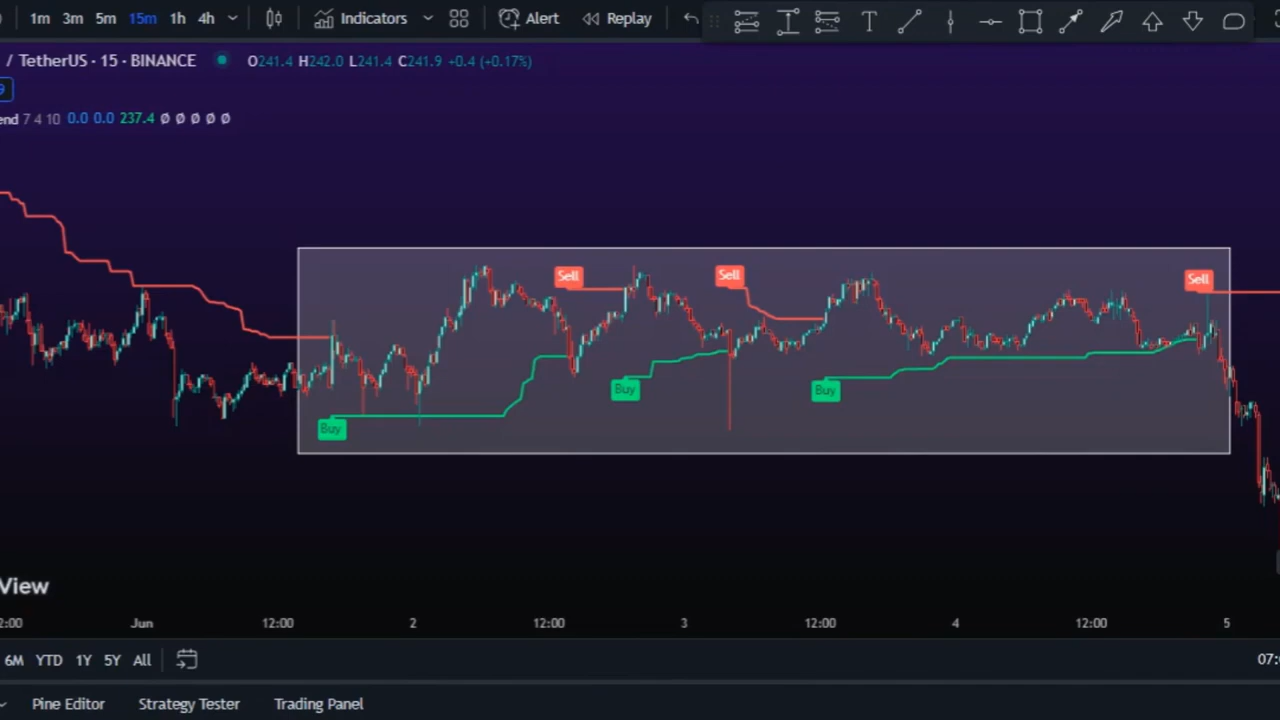 1m 3m 5m 15m 1h 4h Indicators Alert Replay
/ TetherUS · 15 · BINANCE O241.4 H242.0 L241.4 C241.9 +0.4 (+0.17%)
9
end 7 4 10 0.0 0.0 237.4 Ø Ø Ø Ø Ø
Sell
Sell
Sell
Buy
Buy
Buy
View
2:00 Jun 12:00 2 12:00 3 12:00 4 12:00 5
6M YTD 1Y 5Y All 07:
Pine Editor Strategy Tester Trading Panel